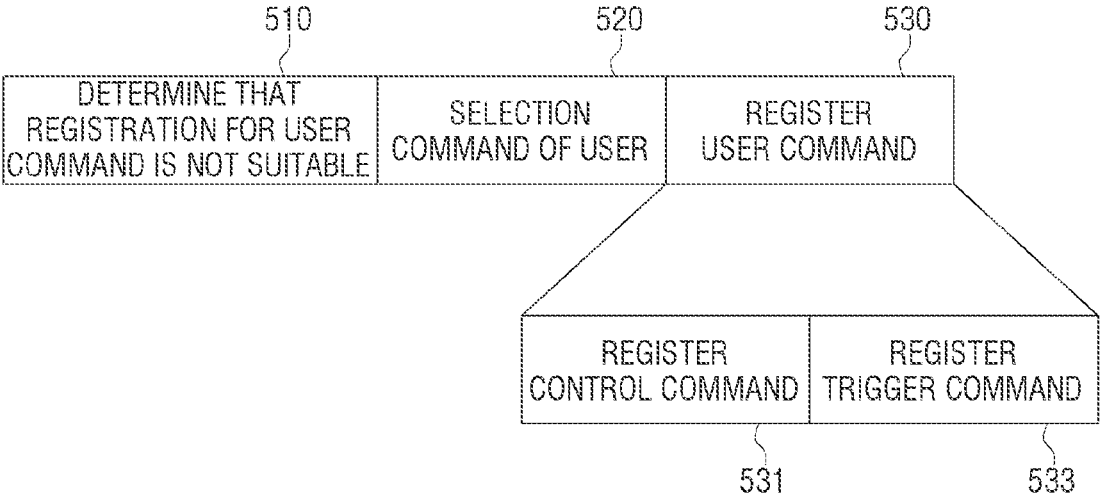 510
520
530
DETERMINE THAT
REGISTRATION FOR USER
COMMAND IS NOT SUITABLE
SELECTION
COMMAND OF USER
REGISTER
USER COMMAND
REGISTER
CONTROL COMMAND
REGISTER
TRIGGER COMMAND
531
533